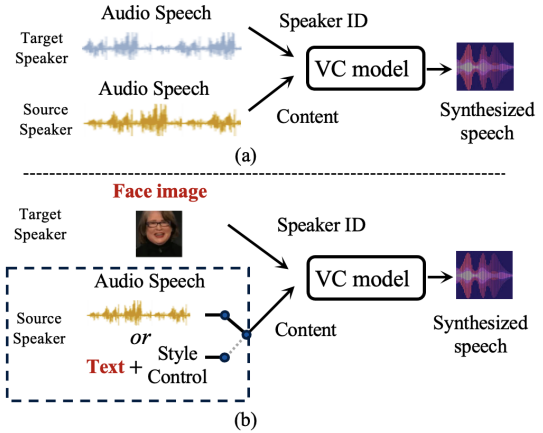 Audio Speech
Speaker ID
Target
Speaker
VC model
Audio Speech
Source
Speaker
Content
Synthesized
speech
(a)
Face image
Target
Speaker
Speaker ID
Audio Speech
VC model
Source
Speaker
or
Content
Text + Style
Control
Synthesized
speech
(b)